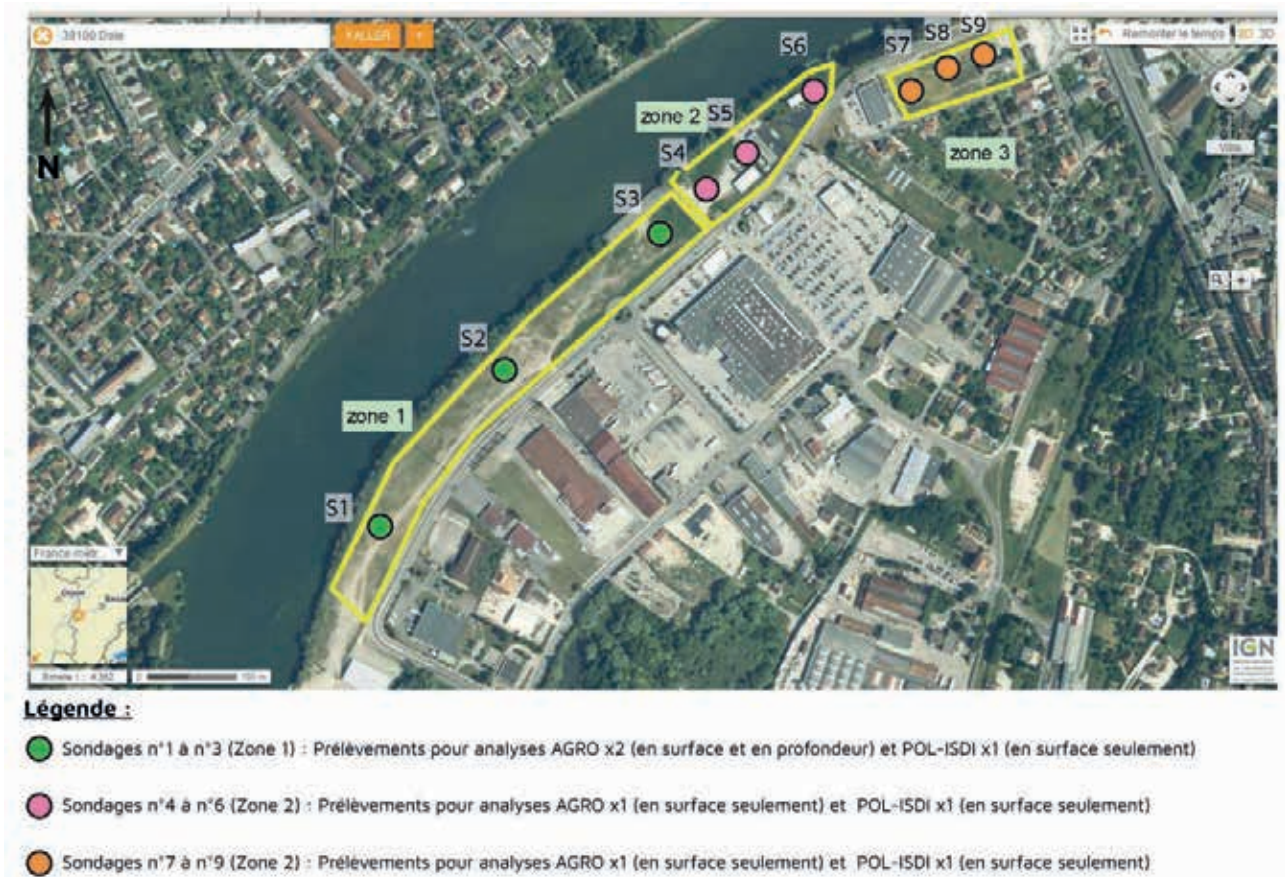 39100 Dole
ALLER
+
Remonter le temps
2D 3D
S6
S7
S8
S9
zone 2
S5
S4
zone 3
N
S3
S2
zone 1
S1
France métr...
IGN
Légende :
Sondages n°1 à n°3 (Zone 1) : Prélèvements pour analyses AGRO x2 (en surface et en profondeur) et POL-ISDI x1 (en surface seulement)
Sondages n°4 à n°6 (Zone 2) : Prélèvements pour analyses AGRO x1 (en surface seulement) et POL-ISDI x1 (en surface seulement)
Sondages n°7 à n°9 (Zone 2) : Prélèvements pour analyses AGRO x1 (en surface seulement) et POL-ISDI x1 (en surface seulement)